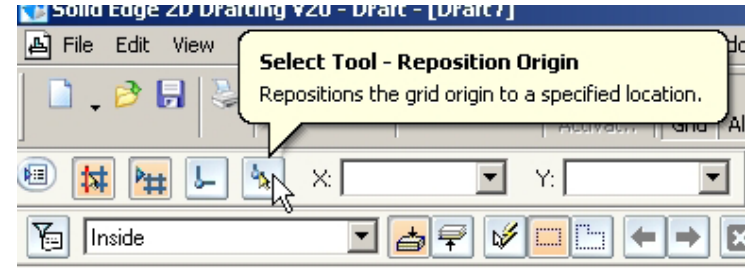 Solid Edge 2D Drafting V20 - Draft - [Draft7]
File Edit View
Select Tool - Reposition Origin
Repositions the grid origin to a specified location.
Grid
X: Y:
Inside